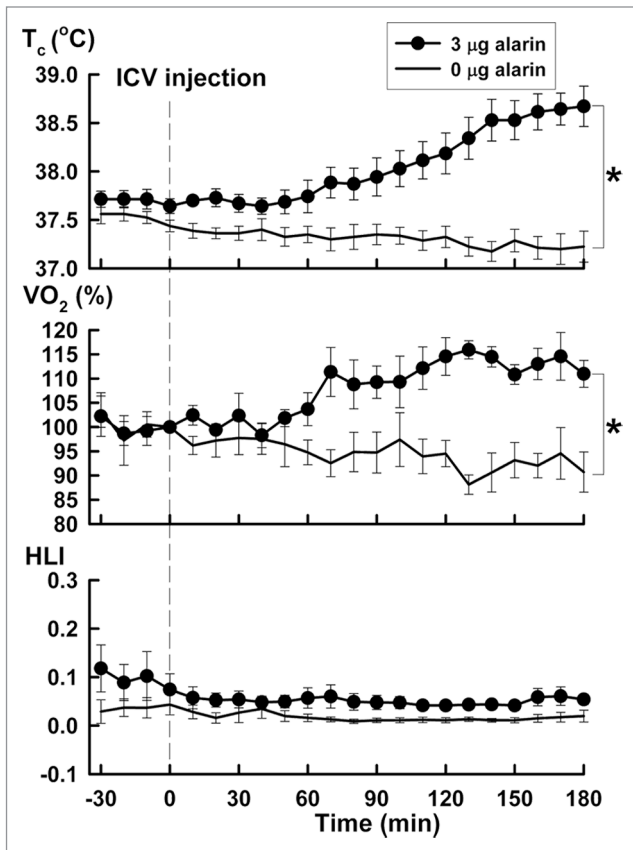 T_c (°C)
3 μg alarin
0 μg alarin
ICV injection
39.0
38.5
38.0
37.5
37.0
*
VO₂ (%)
120
115
110
105
100
95
90
85
80
*
HLI
0.3
0.2
0.1
0.0
-0.1
-30 0 30 60 90 120 150 180
Time (min)